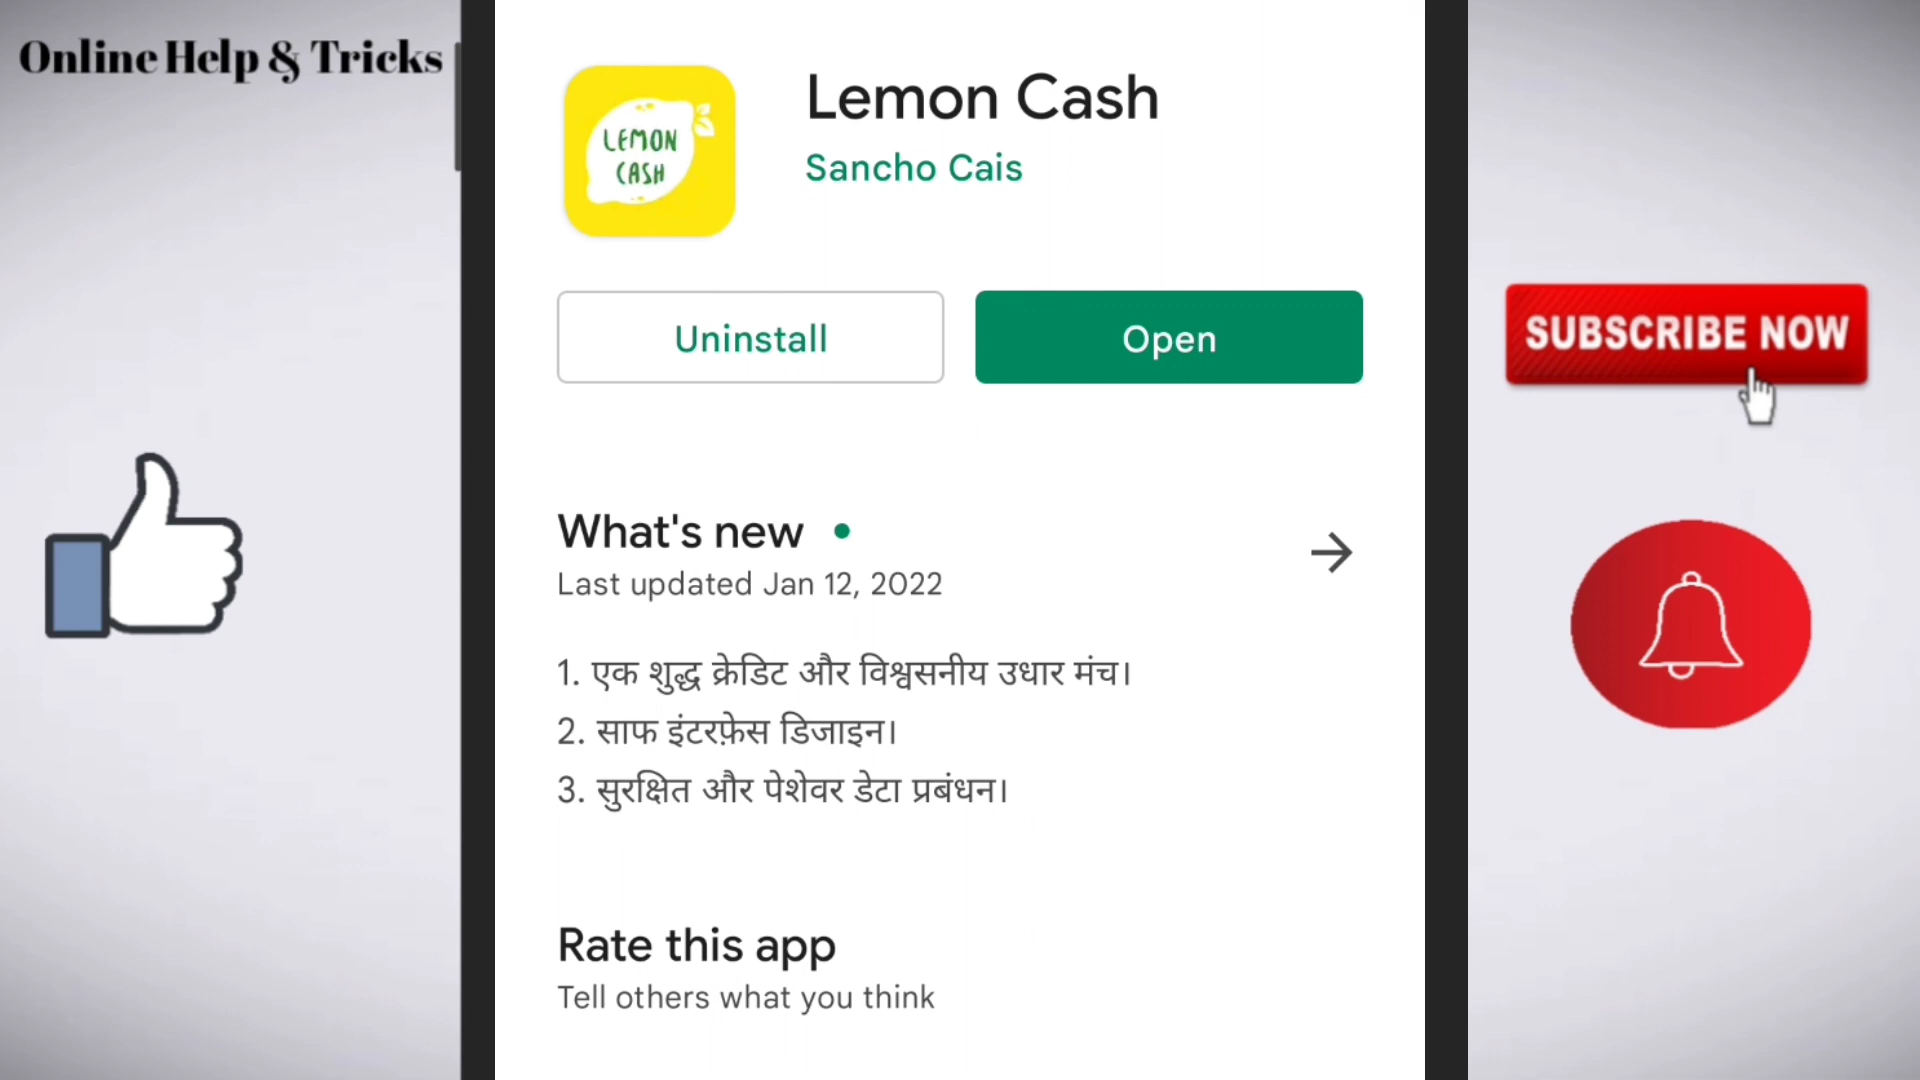 Online Help & Tricks
LEMON
CASH
Lemon Cash
Sancho Cais
Uninstall
Open
SUBSCRIBE NOW
What's new
Last updated Jan 12, 2022
1. एक शुद्ध क्रेडिट और विश्वसनीय उधार मंच।
2. साफ इंटरफ़ेस डिजाइन।
3. सुरक्षित और पेशेवर डेटा प्रबंधन।
Rate this app
Tell others what you think